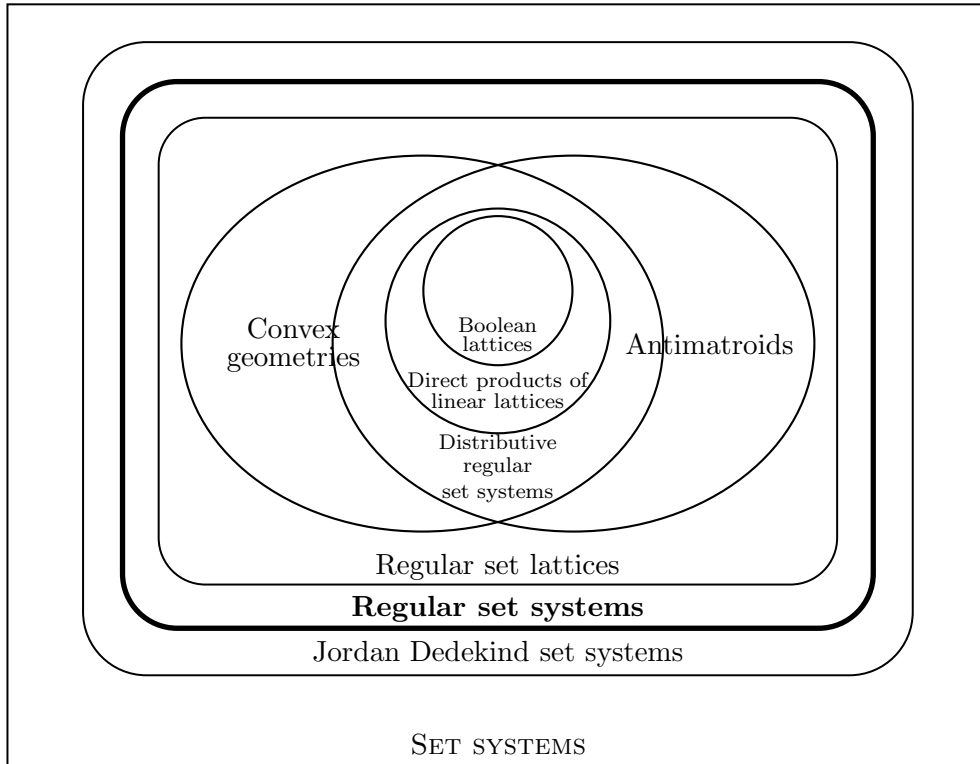 Boolean
lattices
Convex
geometries
Antimatroids
Direct products of
linear lattices
Distributive
regular
set systems
Regular set lattices
Regular set systems
Jordan Dedekind set systems
SET SYSTEMS